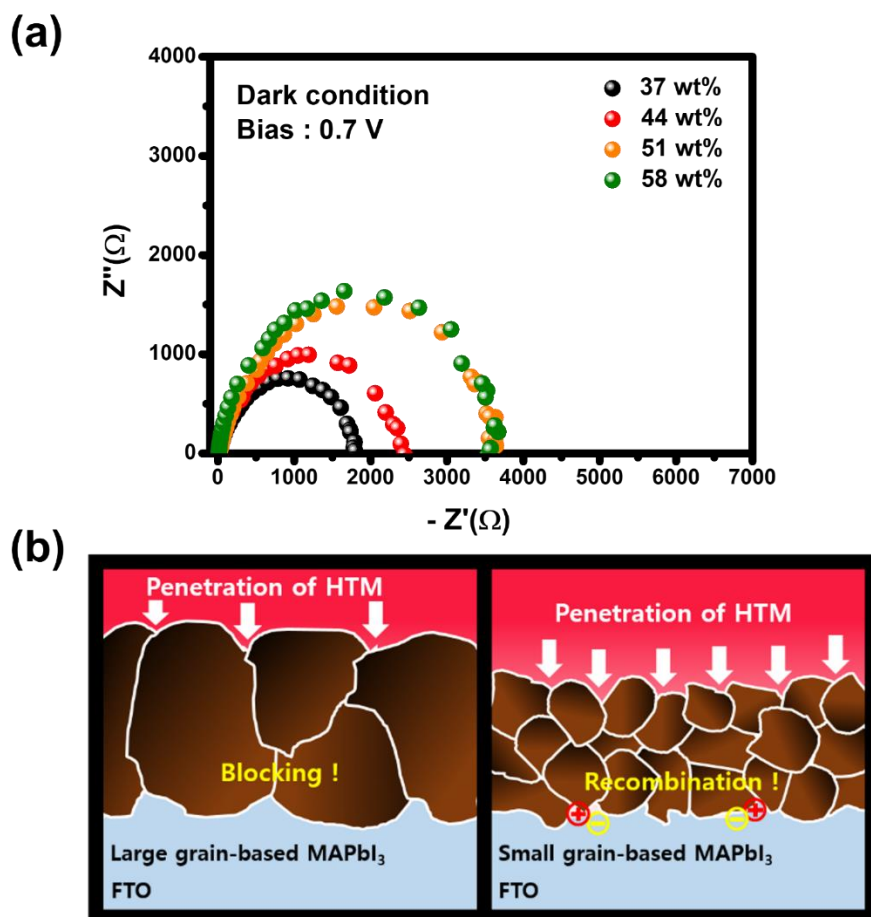 (a)
Dark condition
Bias : 0.7 V
37 wt%
44 wt%
51 wt%
58 wt%
4000
3000
2000
1000
0
Z''(Ω)
0 1000 2000 3000 4000 5000 6000 7000
- Z'(Ω)
(b)
Penetration of HTM
Blocking !
Large grain-based MAPbI₃
FTO
Penetration of HTM
Recombination !
+ − − +
Small grain-based MAPbI₃
FTO